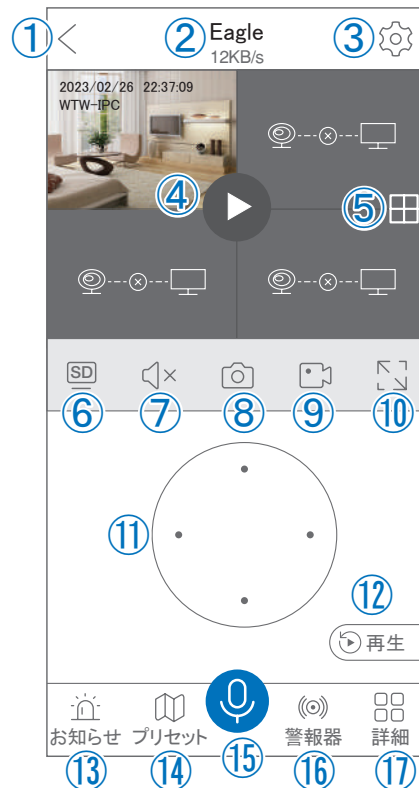 ① ② Eagle ③
12KB/s
2023/02/26 22:37:09
WTW-IPC
④
⑤
SD
⑥ ⑦ ⑧ ⑨ ⑩
⑪
⑫
再生
お知らせ プリセット 警報器 詳細
⑬ ⑭ ⑮ ⑯ ⑰